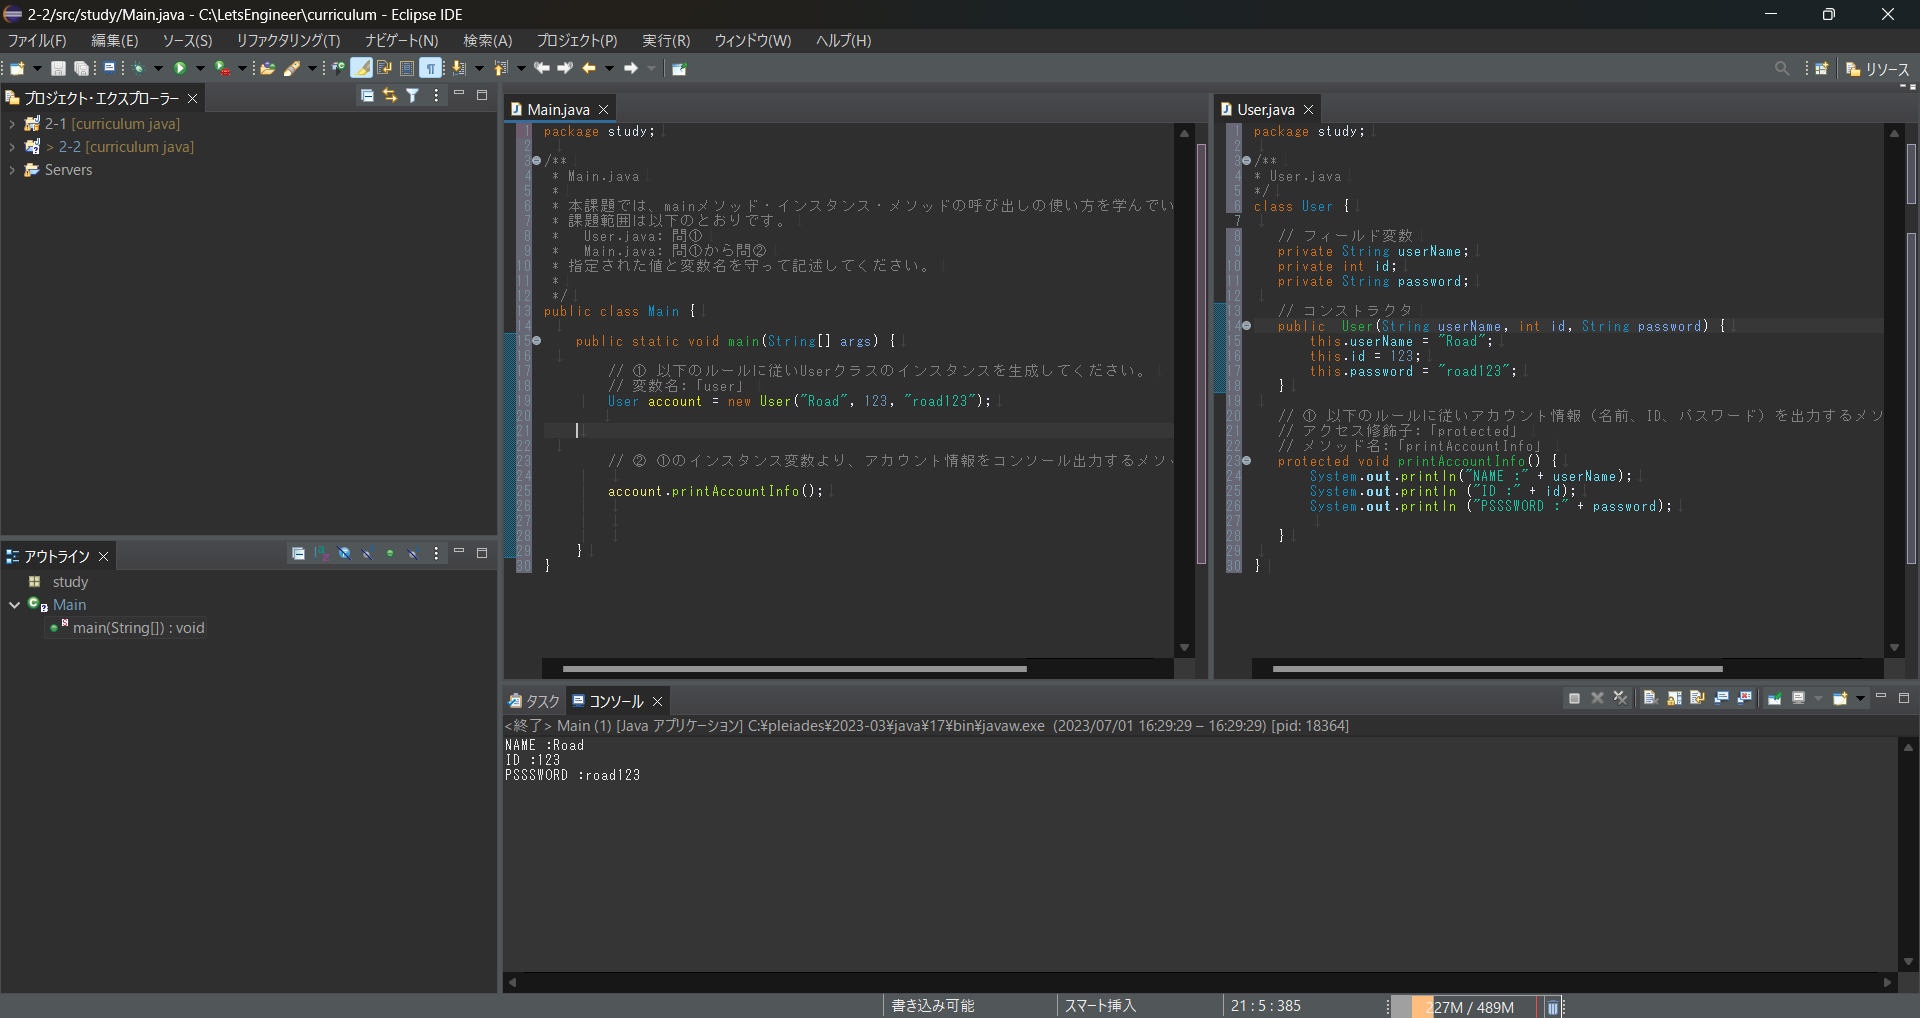 2-2/src/study/Main.java - C:\LetsEngineer\curriculum - Eclipse IDE
ファイル(F) 編集(E) ソース(S) リファクタリング(T) ナビゲート(N) 検索(A) プロジェクト(P) 実行(R) ウィンドウ(W) ヘルプ(H)
リソース
プロジェクト・エクスプローラー
2-1 [curriculum java]
> 2-2 [curriculum java]
Servers
アウトライン
study
Main
main(String[]) : void
Main.java
1 package study;
2
3 /**
4 * Main.java
5 *
6 * 本課題では、mainメソッド・インスタンス・メソッドの呼び出しの使い方を学んでい
7 * 課題範囲は以下のとおりです。
8 * User.java: 問①
9 * Main.java: 問①から問②
10 * 指定された値と変数名を守って記述してください。
11 *
12 */
13 public class Main {
14
15 public static void main(String[] args) {
16
17 // ① 以下のルールに従いUserクラスのインスタンスを生成してください。
18 // 変数名:「user」
19 User account = new User("Road", 123, "road123");
20
21
22
23 // ② ①のインスタンス変数より、アカウント情報をコンソール出力するメソ
24
25 account.printAccountInfo();
26
27
28
29 }
30 }
User.java
1 package study;
2
3 /**
4 * User.java
5 */
6 class User {
7
8 // フィールド変数
9 private String userName;
10 private int id;
11 private String password;
12
13 // コンストラクタ
14 public  User(String userName, int id, String password) {
15 this.userName = "Road";
16 this.id = 123;
17 this.password = "road123";
18 }
19
20 // ① 以下のルールに従いアカウント情報（名前、ID、パスワード）を出力するメソ
21 // アクセス修飾子:「protected」
22 // メソッド名:「printAccountInfo」
23 protected void printAccountInfo() {
24 System.out.println("NAME :" + userName);
25 System.out.println ("ID :" + id);
26 System.out.println ("PSSSWORD :" + password);
27
28 }
29
30 }
タスク コンソール
<終了> Main (1) [Java アプリケーション] C:¥pleiades¥2023-03¥java¥17¥bin¥javaw.exe (2023/07/01 16:29:29 – 16:29:29) [pid: 18364]
NAME :Road
ID :123
PSSSWORD :road123
書き込み可能 スマート挿入 21 : 5 : 385 227M / 489M